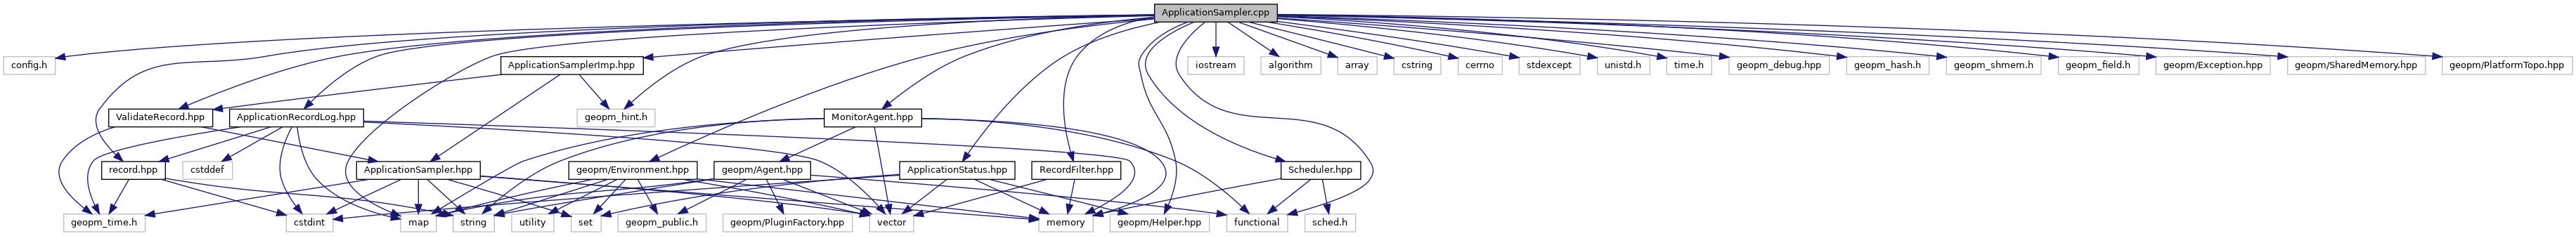 ApplicationSampler.cpp
config.h
ApplicationSamplerImp.hpp
iostream
algorithm
array
cstring
cerrno
stdexcept
unistd.h
time.h
geopm_debug.hpp
geopm_hash.h
geopm_shmem.h
geopm_field.h
geopm/Exception.hpp
geopm/SharedMemory.hpp
geopm/PlatformTopo.hpp
ValidateRecord.hpp
ApplicationRecordLog.hpp
geopm_hint.h
MonitorAgent.hpp
record.hpp
cstddef
ApplicationSampler.hpp
geopm/Environment.hpp
geopm/Agent.hpp
ApplicationStatus.hpp
RecordFilter.hpp
Scheduler.hpp
geopm_time.h
cstdint
map
string
utility
set
geopm_public.h
geopm/PluginFactory.hpp
vector
memory
geopm/Helper.hpp
functional
sched.h